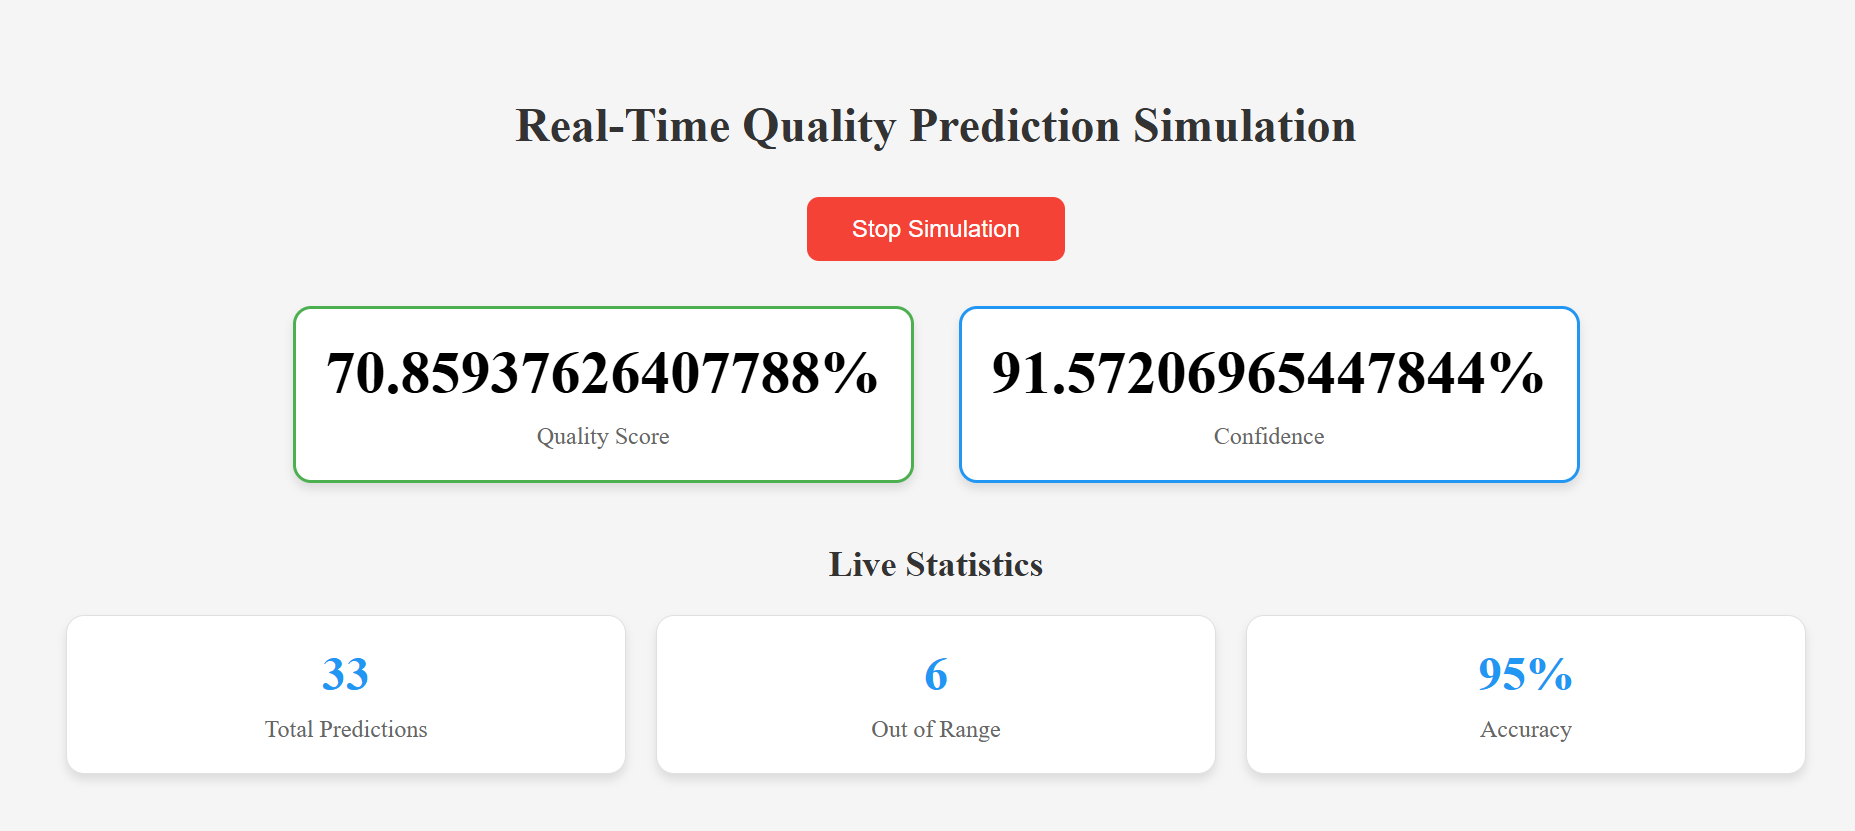 Real-Time Quality Prediction Simulation
Stop Simulation
70.85937626407788%
Quality Score
91.57206965447844%
Confidence
Live Statistics
33
Total Predictions
6
Out of Range
95%
Accuracy